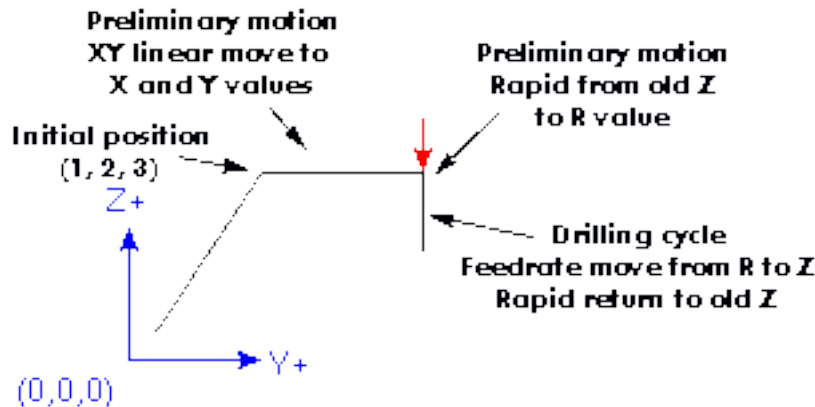 Preliminary motion
XY linear move to
X and Y values
Preliminary motion
Rapid from old Z
to R value
Initial position
(1, 2, 3)
Z+
Drilling cycle
Feedrate move from R to Z
Rapid return to old Z
Y+
(0,0,0)